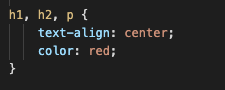 h1, h2, p {
    text-align: center;
    color: red;
}